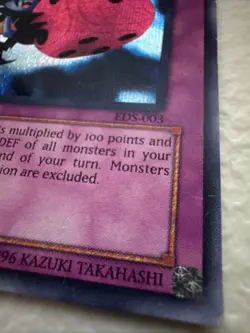 EDS-003
is multiplied by 100 points and
DEF of all monsters in your
nd of your turn. Monsters
ion are excluded.
96 KAZUKI TAKAHASHI